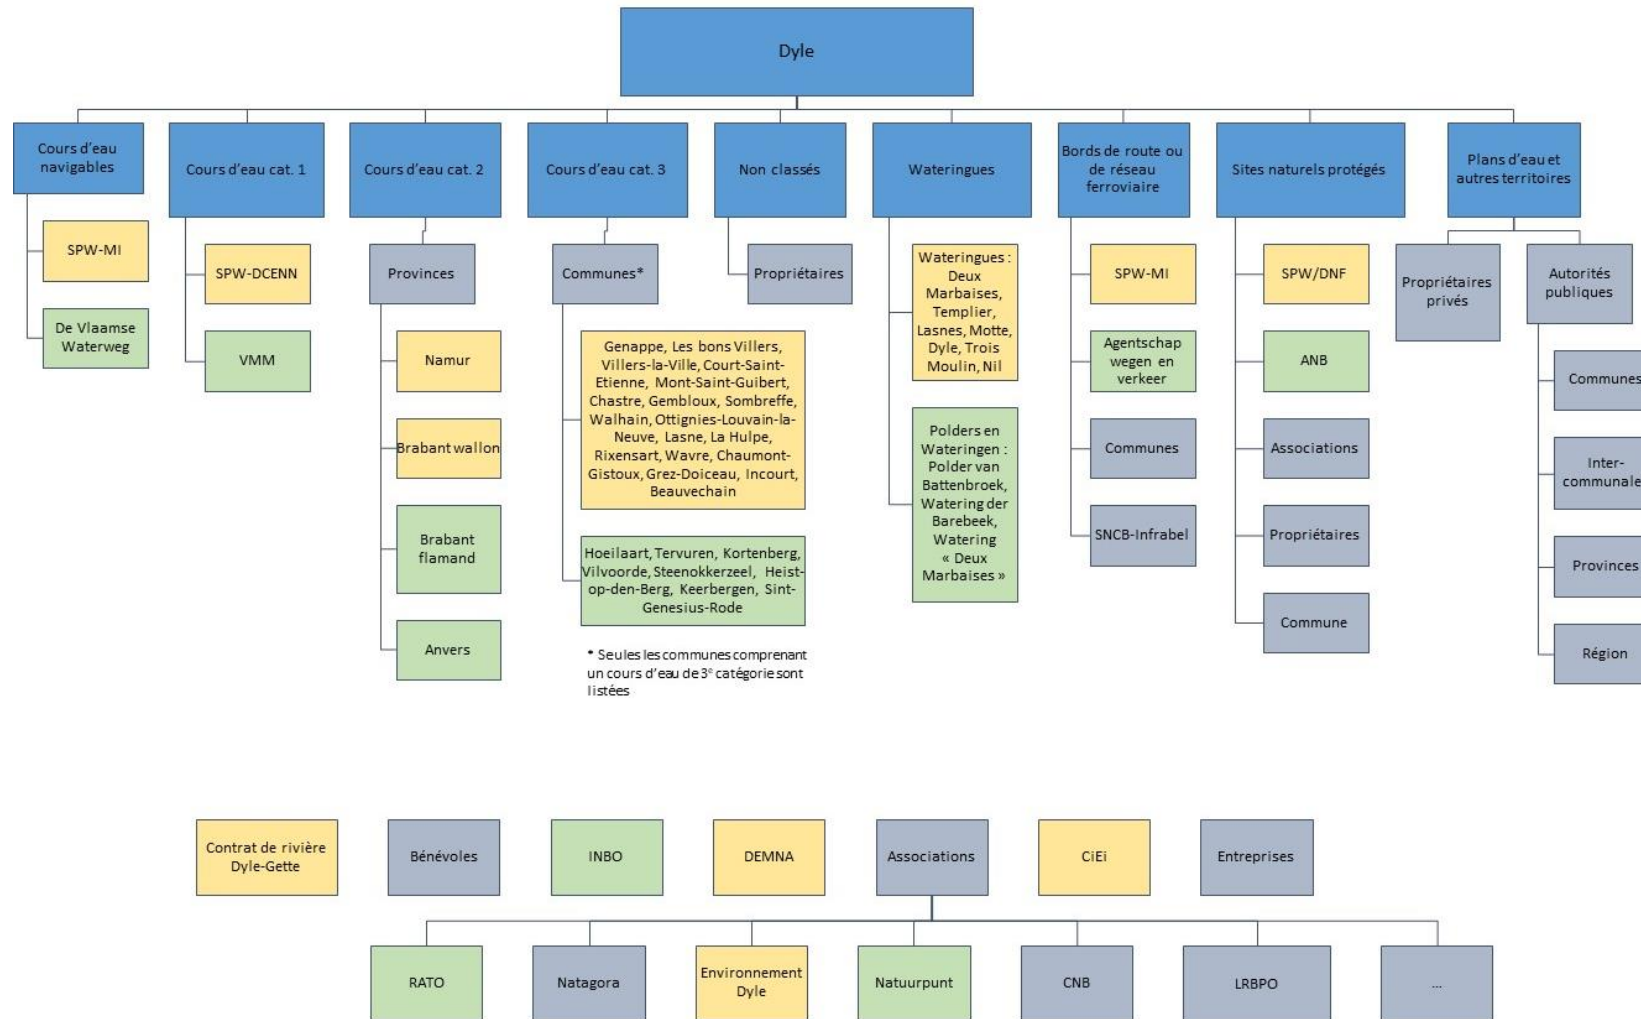 Dyle
Cours d'eau
navigables
Cours d'eau cat. 1
Cours d'eau cat. 2
Cours d'eau cat. 3
Non classés
Wateringues
Bords de route ou
de réseau
ferroviaire
Sites naturels protégés
Plans d'eau et
autres territoires
SPW-MI
De Vlaamse
Waterweg
SPW-DCENN
VMM
Provinces
Namur
Brabant wallon
Brabant
flamand
Anvers
Communes*
Genappe, Les bons Villers,
Villers-la-Ville, Court-Saint-
Etienne, Mont-Saint-Guibert,
Chastre, Gembloux, Sombreffe,
Walhain, Ottignies-Louvain-la-
Neuve, Lasne, La Hulpe,
Rixensart, Wavre, Chaumont-
Gistoux, Grez-Doiceau, Incourt,
Beauvechain
Hoeilaart, Tervuren, Kortenberg,
Vilvoorde, Steenokkerzeel, Heist-
op-den-Berg, Keerbergen, Sint-
Genesius-Rode
* Seules les communes comprenant
un cours d'eau de 3e catégorie sont
listées
Propriétaires
Wateringues :
Deux
Marbaises,
Templier,
Lasnes, Motte,
Dyle, Trois
Moulin, Nil
Polders en
Wateringen :
Polder van
Battenbroek,
Watering der
Barebeek,
Watering
« Deux
Marbaises »
SPW-MI
Agentschap
wegen en
verkeer
Communes
SNCB-Infrabel
SPW/DNF
ANB
Associations
Propriétaires
Commune
Propriétaires
privés
Autorités
publiques
Communes
Inter-
communale
Provinces
Région
Contrat de rivière
Dyle-Gette
Bénévoles
INBO
DEMNA
Associations
CiEi
Entreprises
RATO
Natagora
Environnement
Dyle
Natuurpunt
CNB
LRBPO
...